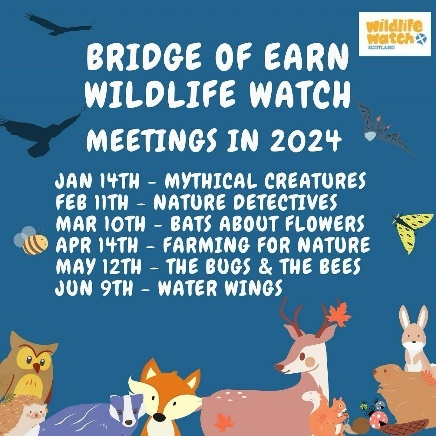 wildlife
watch
SCOTLAND
BRIDGE OF EARN
WILDLIFE WATCH
MEETINGS IN 2024
JAN 14TH - MYTHICAL CREATURES
FEB 11TH - NATURE DETECTIVES
MAR 10TH - BATS ABOUT FLOWERS
APR 14TH - FARMING FOR NATURE
MAY 12TH - THE BUGS & THE BEES
JUN 9TH - WATER WINGS